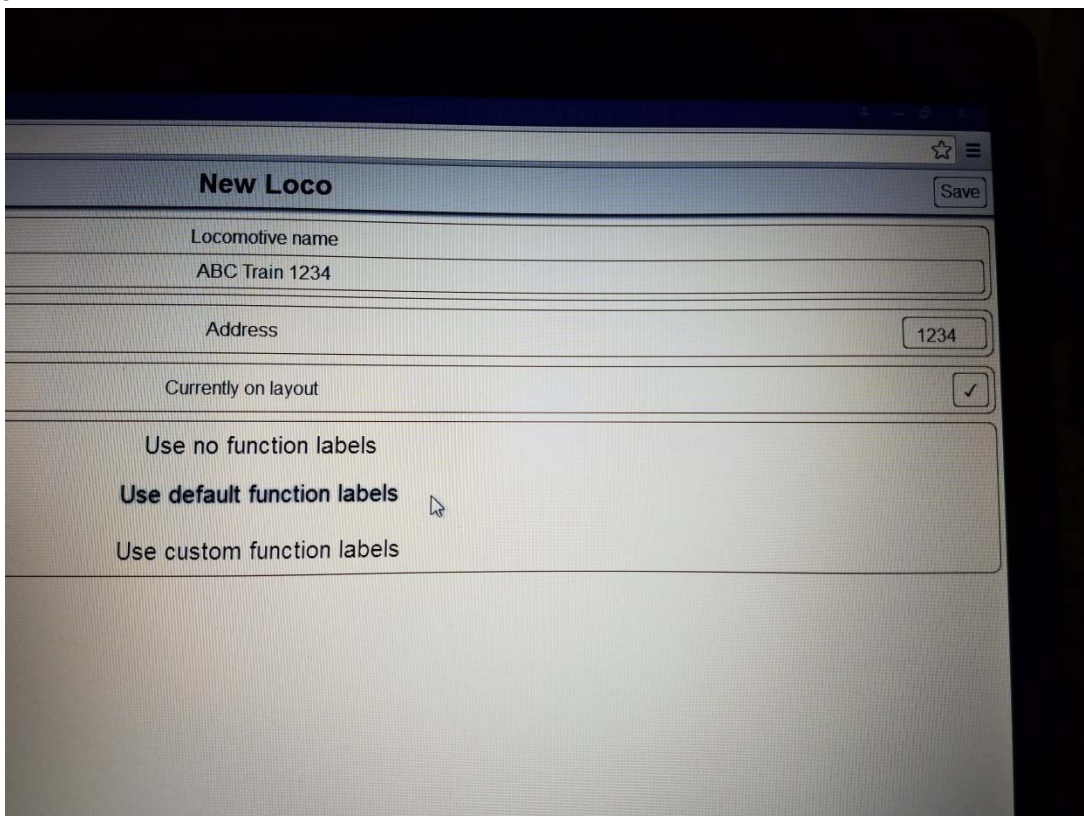 New Loco
Save
Locomotive name
ABC Train 1234
Address
1234
Currently on layout
Use no function labels
Use default function labels
Use custom function labels